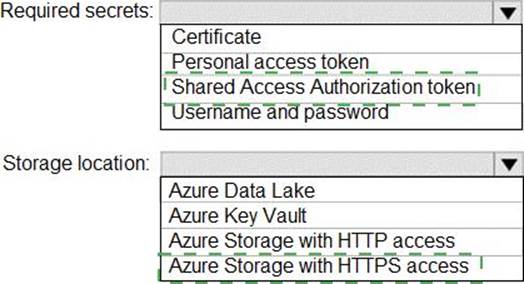 Required secrets:
Certificate
Personal access token
Shared Access Authorization token
Username and password
Storage location:
Azure Data Lake
Azure Key Vault
Azure Storage with HTTP access
Azure Storage with HTTPS access